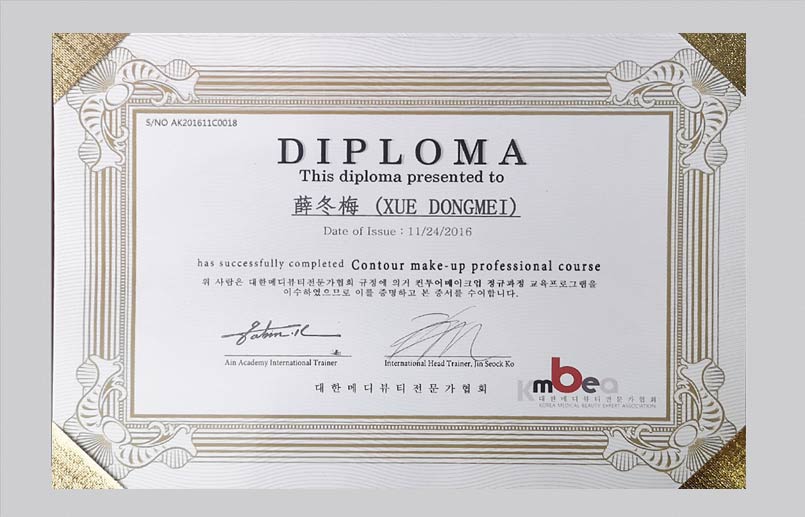 S/NO AK201611C0018
DIPLOMA
This diploma presented to
薛冬梅 (XUE DONGMEI)
Date of Issue : 11/24/2016
has successfully completed Contour make-up professional course
위 사람은 대한메디뷰티전문가협회 규정에 의거 컨투어메이크업 정규과정 교육프로그램을
이수하였으므로 이를 증명하고 본 증서를 수여합니다.
Ain Academy International Trainer
International Head Trainer, Jin Seock Ko
대한메디뷰티전문가협회
Kmbea
대한메디뷰티전문가협회
KOREA MEDICAL BEAUTY EXPERT ASSOCIATION